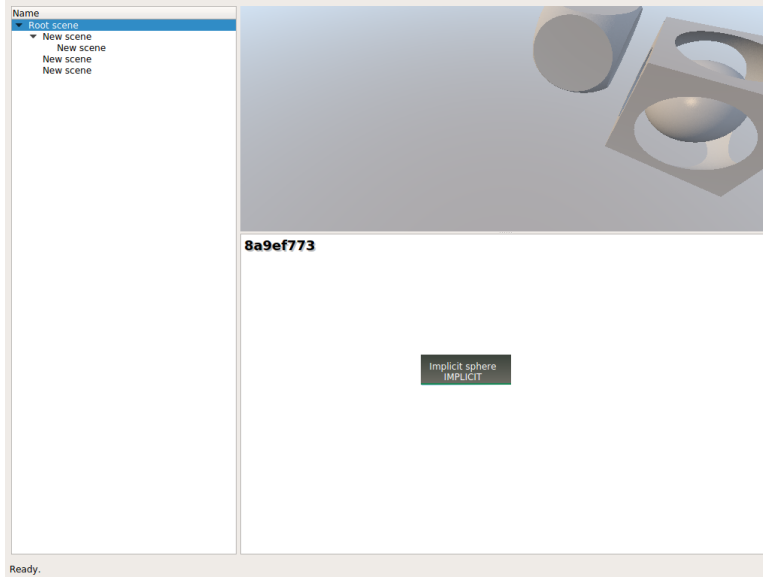 Name
Root scene
New scene
New scene
New scene
New scene
8a9ef773
Implicit sphere
IMPLICIT
Ready.